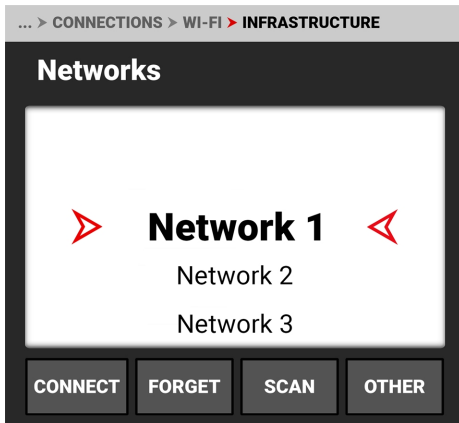 ... > CONNECTIONS > WI-FI > INFRASTRUCTURE
Networks
Network 1
Network 2
Network 3
CONNECT FORGET SCAN OTHER